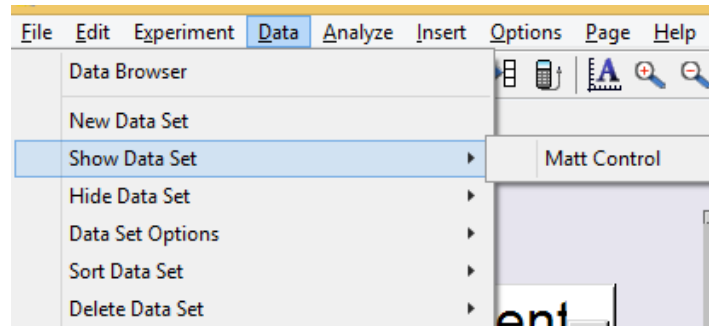 File Edit Experiment Data Analyze Insert Options Page Help
Data Browser
New Data Set
Show Data Set
Matt Control
Hide Data Set
Data Set Options
Sort Data Set
Delete Data Set
ent